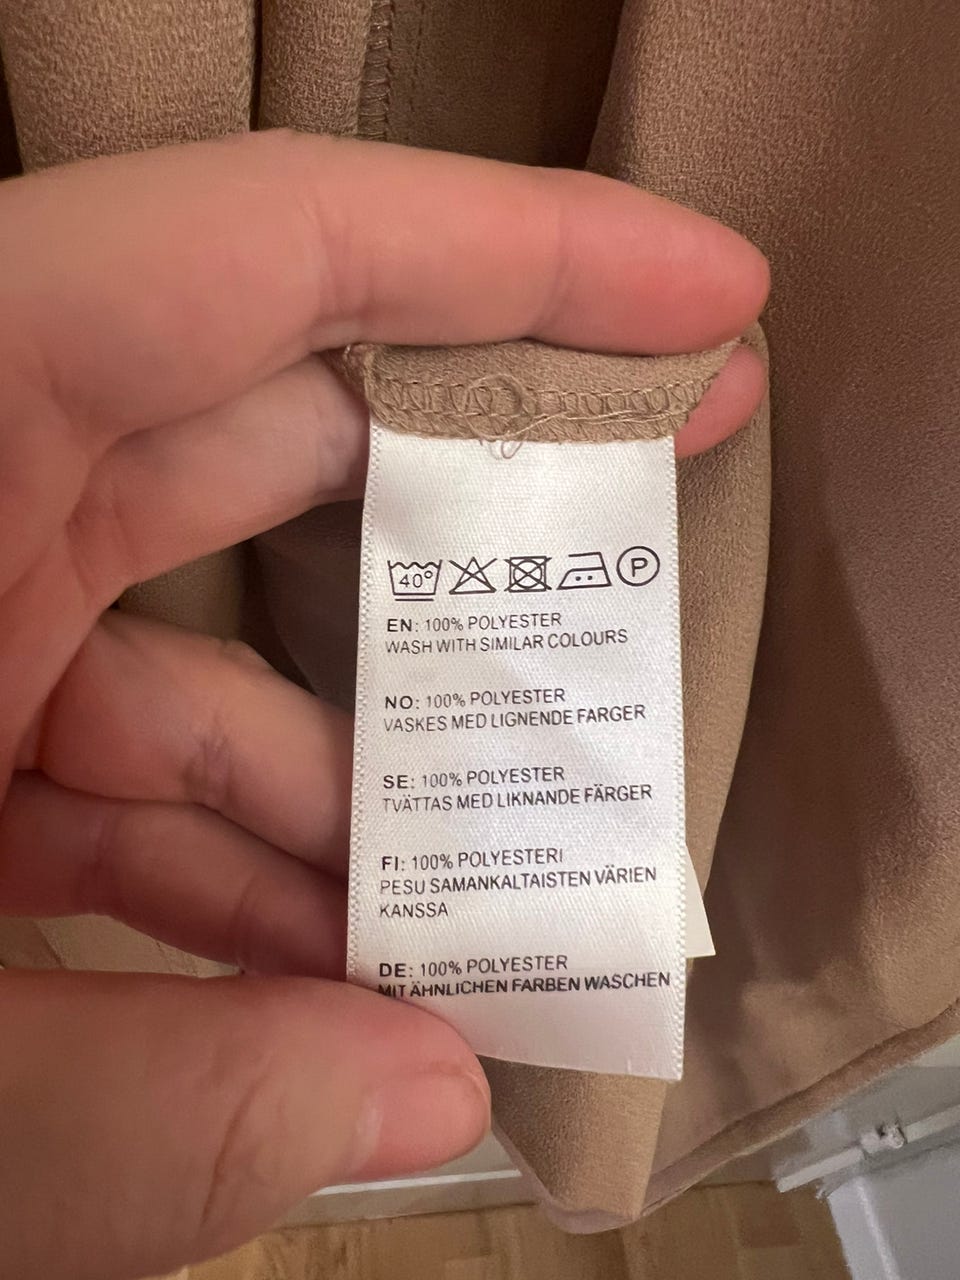 40° P
EN: 100% POLYESTER
WASH WITH SIMILAR COLOURS
NO: 100% POLYESTER
VASKES MED LIGNENDE FARGER
SE: 100% POLYESTER
TVÄTTAS MED LIKNANDE FÄRGER
FI: 100% POLYESTERI
PESU SAMANKALTAISTEN VÄRIEN
KANSSA
DE: 100% POLYESTER
MIT ÄHNLICHEN FARBEN WASCHEN